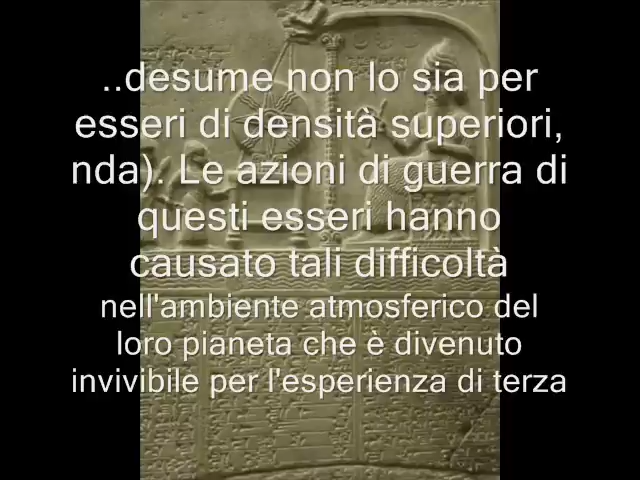 ..desume non lo sia per
esseri di densità superiori,
nda). Le azioni di guerra di
questi esseri hanno
causato tali difficoltà
nell'ambiente atmosferico del
loro pianeta che è divenuto
invivibile per l'esperienza di terza